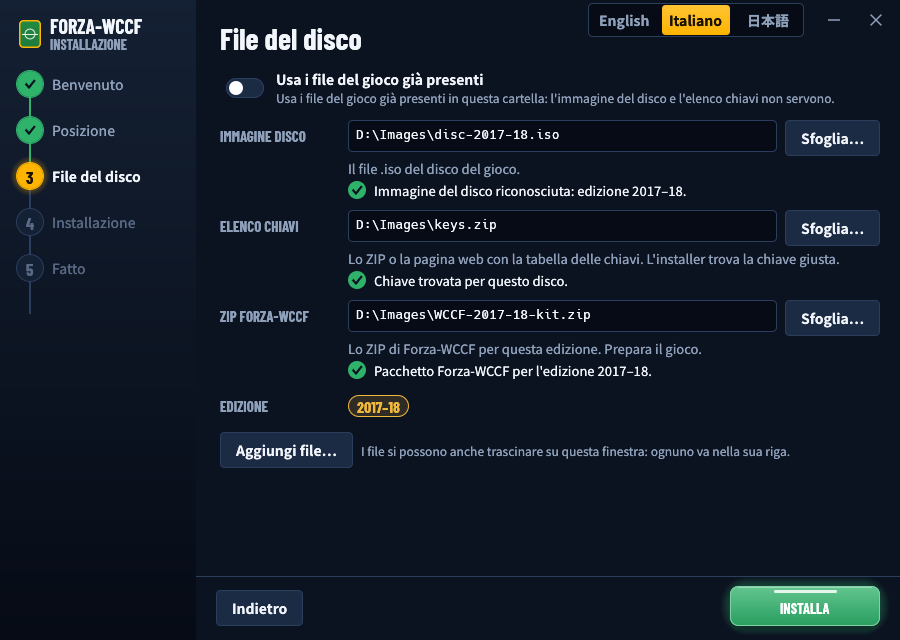 FORZA-WCCF
INSTALLAZIONE
Benvenuto
Posizione
3 File del disco
4 Installazione
5 Fatto
English Italiano 日本語
File del disco
Usa i file del gioco già presenti
Usa i file del gioco già presenti in questa cartella: l'immagine del disco e l'elenco chiavi non servono.
IMMAGINE DISCO D:\Images\disc-2017-18.iso Sfoglia...
Il file .iso del disco del gioco.
Immagine del disco riconosciuta: edizione 2017–18.
ELENCO CHIAVI D:\Images\keys.zip Sfoglia...
Lo ZIP o la pagina web con la tabella delle chiavi. L'installer trova la chiave giusta.
Chiave trovata per questo disco.
ZIP FORZA-WCCF D:\Images\WCCF-2017-18-kit.zip Sfoglia...
Lo ZIP di Forza-WCCF per questa edizione. Prepara il gioco.
Pacchetto Forza-WCCF per l'edizione 2017–18.
EDIZIONE 2017–18
Aggiungi file... I file si possono anche trascinare su questa finestra: ognuno va nella sua riga.
Indietro INSTALLA